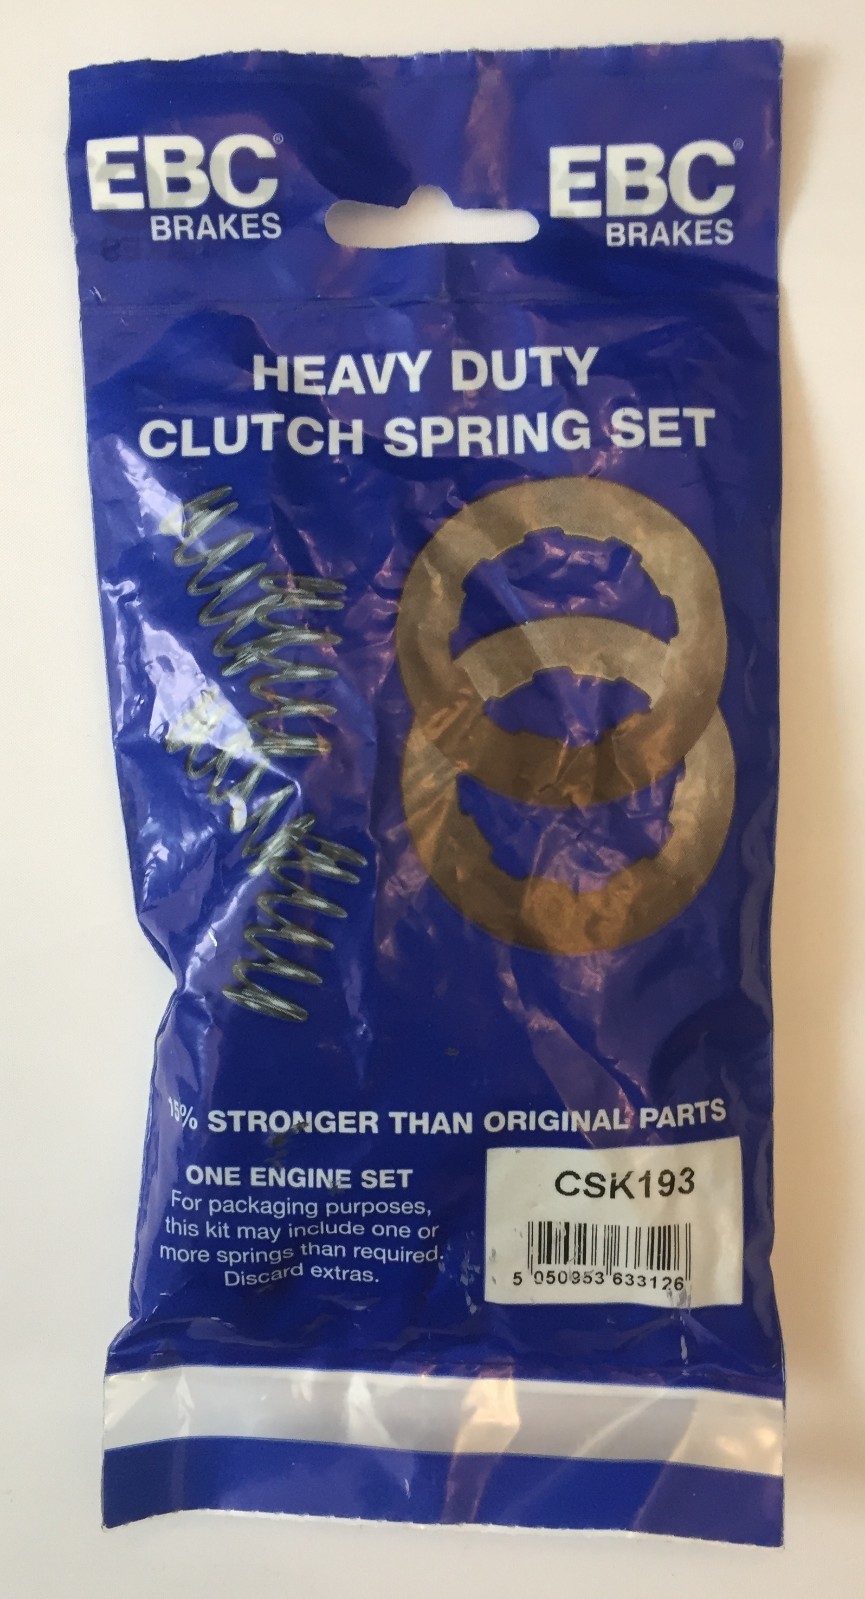 EBC®
BRAKES
EBC®
BRAKES
HEAVY DUTY
CLUTCH SPRING SET
15% STRONGER THAN ORIGINAL PARTS
ONE ENGINE SET
For packaging purposes,
this kit may include one or
more springs than required.
Discard extras.
CSK193
5 050953 633126